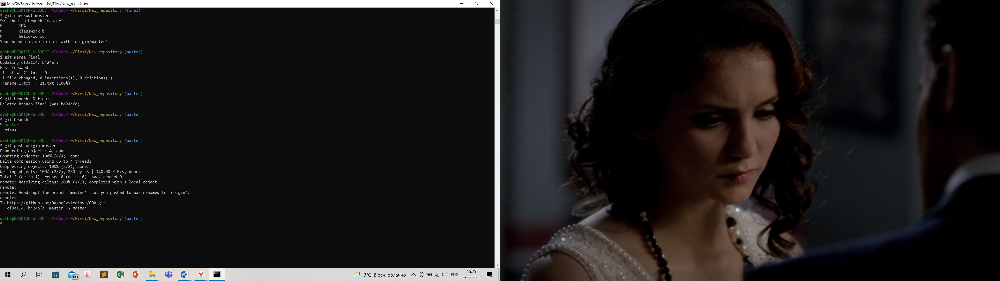 MINGW64:/c/Users/dasha/First/New_repasitory
dasha@DESKTOP-UL53BJT MINGW64 ~/First/New_repasitory (final)
$ git checkout master
Switched to branch 'master'
M       ODA
M       classwork_b
M       hello-world
Your branch is up to date with 'origin/master'.
dasha@DESKTOP-UL53BJT MINGW64 ~/First/New_repasitory (master)
$ git merge final
Updating cf3a114..b424afa
Fast-forward
 1.txt => 21.txt | 0
 1 file changed, 0 insertions(+), 0 deletions(-)
 rename 1.txt => 21.txt (100%)
dasha@DESKTOP-UL53BJT MINGW64 ~/First/New_repasitory (master)
$ git branch -D final
Deleted branch final (was b424afa).
dasha@DESKTOP-UL53BJT MINGW64 ~/First/New_repasitory (master)
$ git branch
* master
  minus
dasha@DESKTOP-UL53BJT MINGW64 ~/First/New_repasitory (master)
$ git push origin master
Enumerating objects: 4, done.
Counting objects: 100% (4/4), done.
Delta compression using up to 4 threads
Compressing objects: 100% (2/2), done.
Writing objects: 100% (2/2), 280 bytes | 140.00 KiB/s, done.
Total 2 (delta 1), reused 0 (delta 0), pack-reused 0
remote: Resolving deltas: 100% (1/1), completed with 1 local object.
remote:
remote: Heads up! The branch 'master' that you pushed to was renamed to 'origin'.
remote:
To https://github.com/DashaEvstratova/ODA.git
   cf3a114..b424afa  master -> master
dasha@DESKTOP-UL53BJT MINGW64 ~/First/New_repasitory (master)
$
99+
Я
3°C В осн. облачно
ENG
15:25
23.02.2022